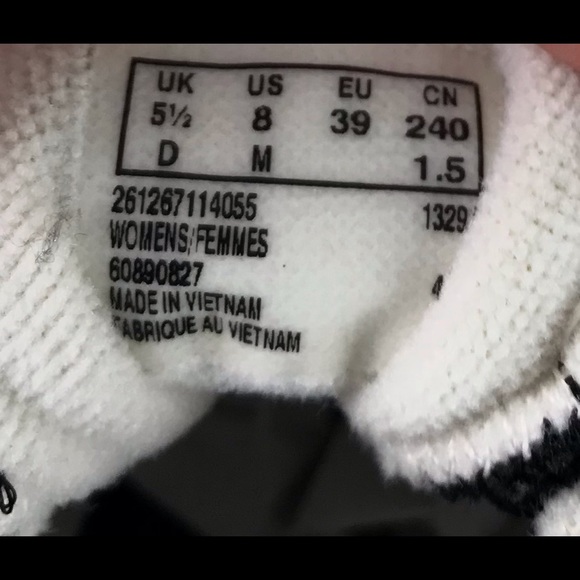 UK US EU CN
5½ 8 39 240
D M 1.5
261267114055 1329
WOMENS/FEMMES
60890827
MADE IN VIETNAM
FABRIQUE AU VIETNAM